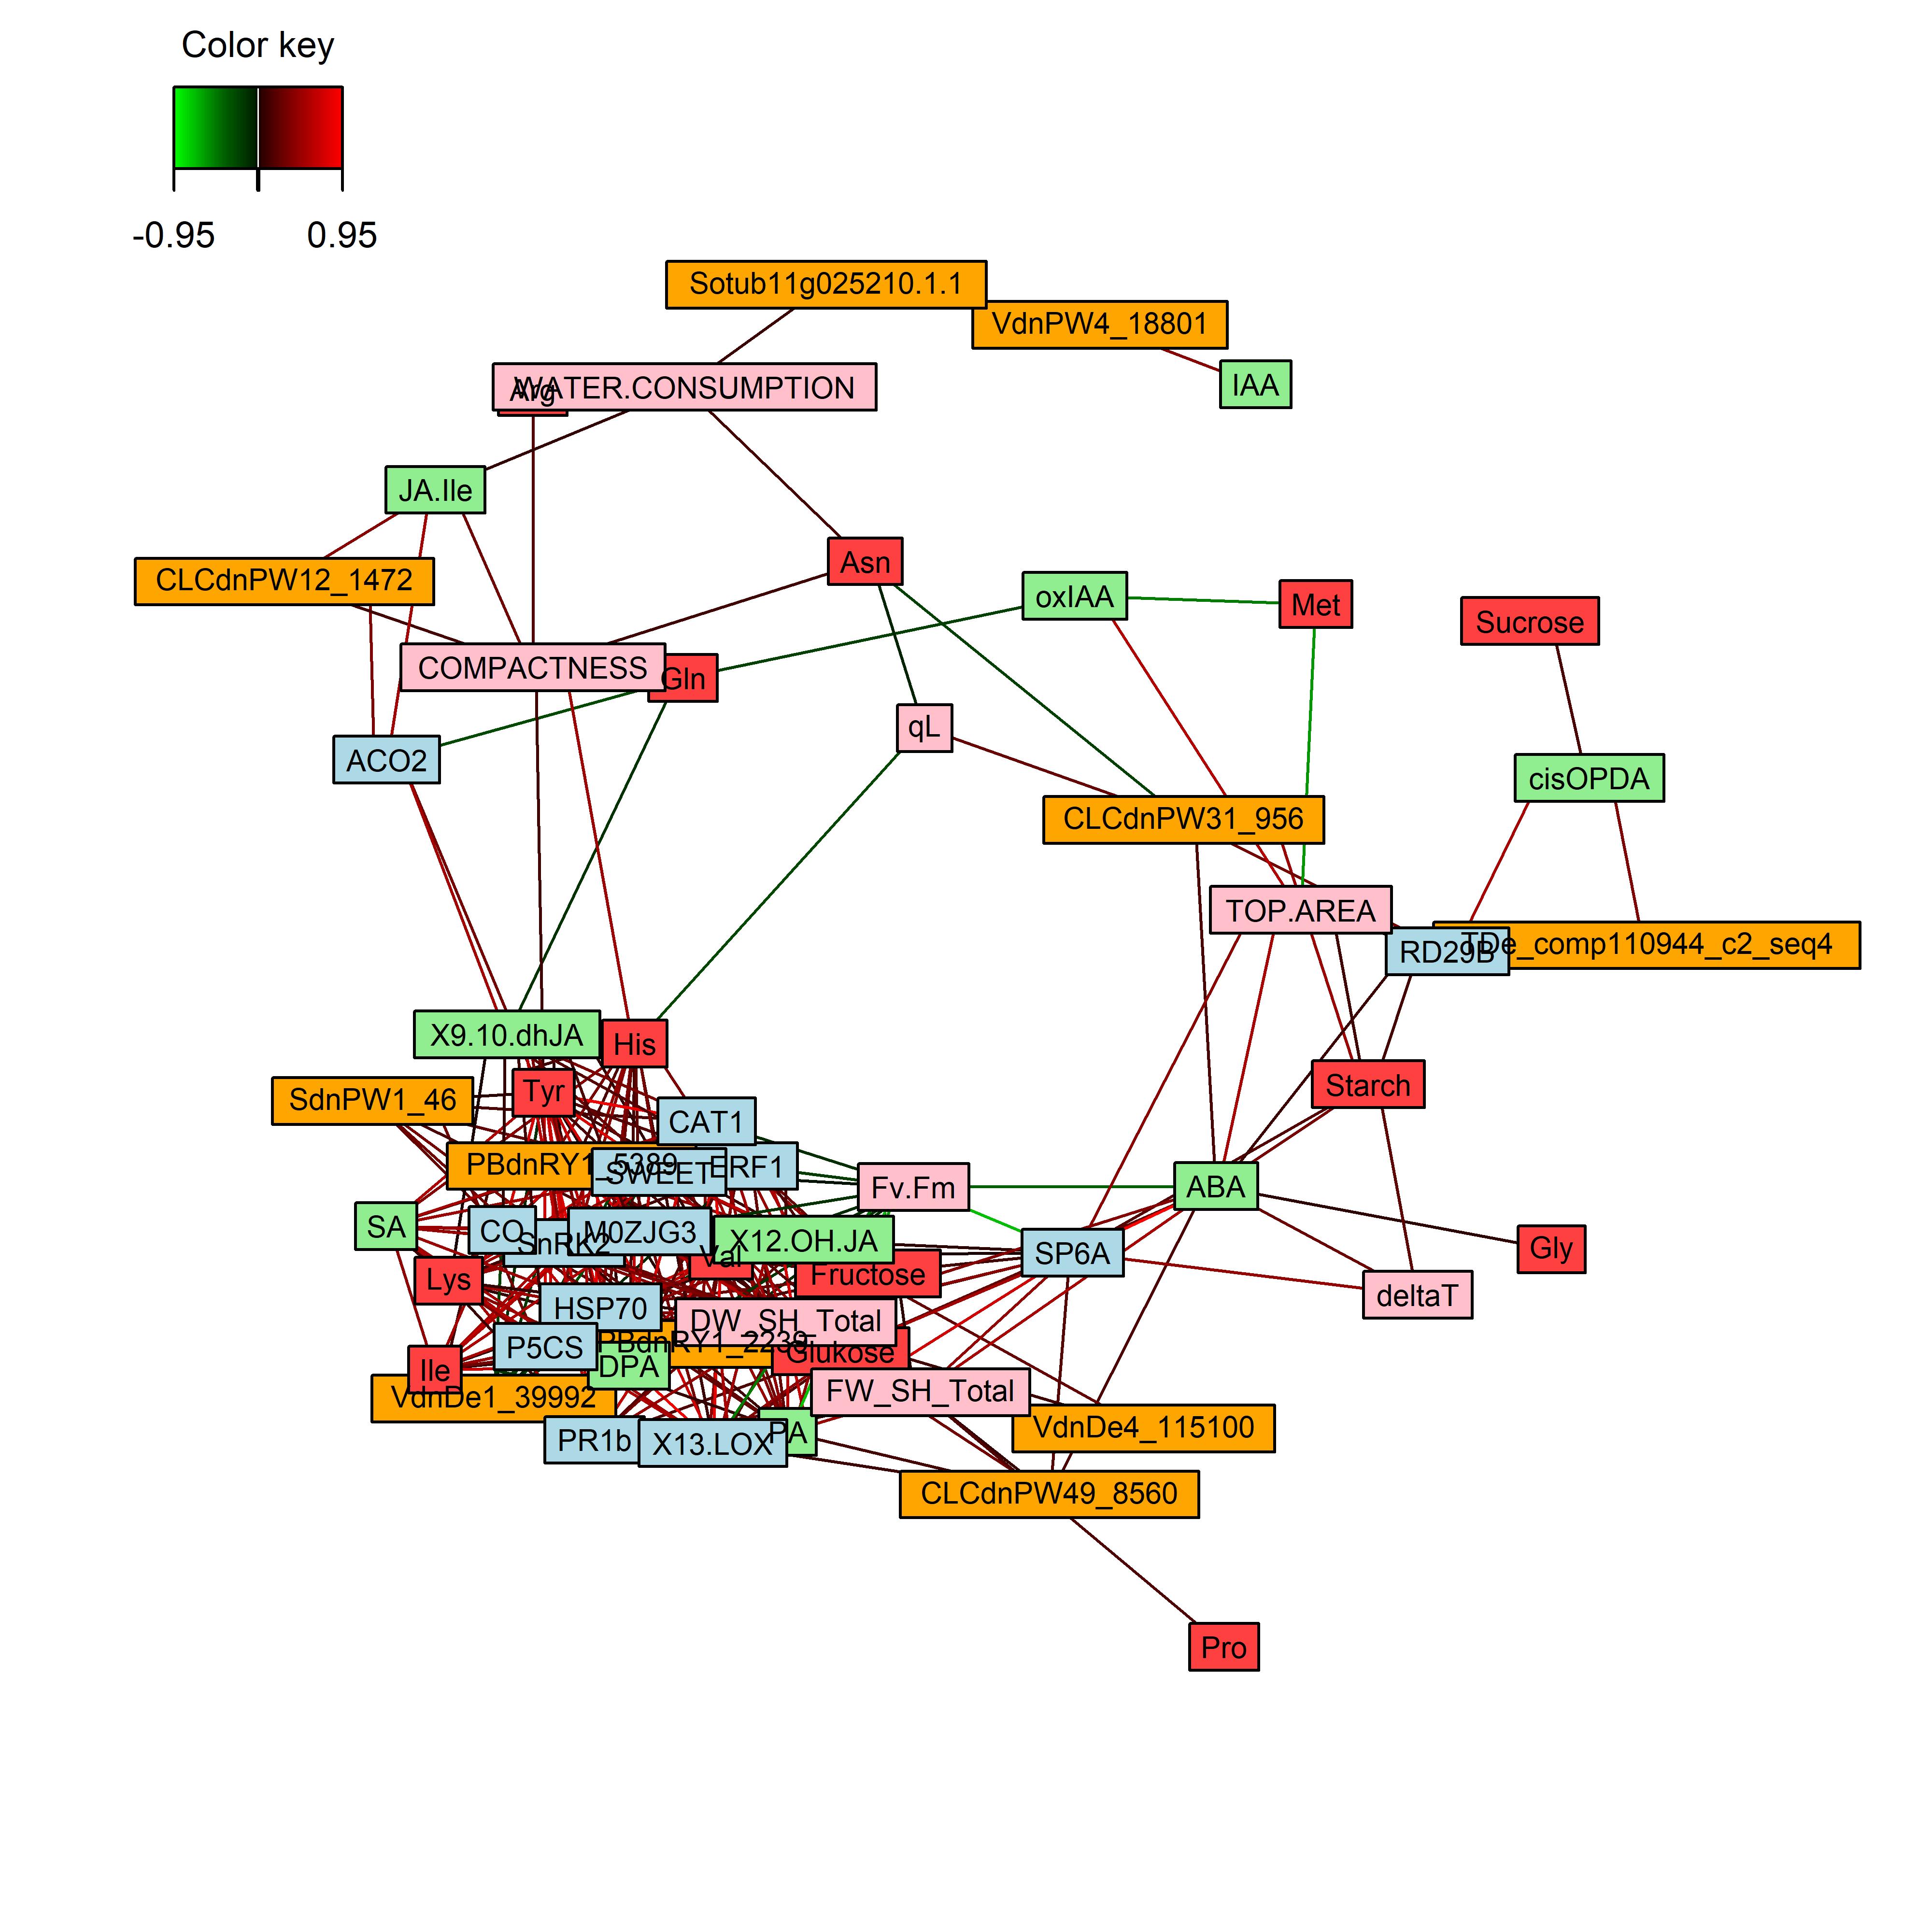 Color key
-0.95 0.95
Sotub11g025210.1.1
VdnPW4_18801
IAA
WATER.CONSUMPTION
Arg
JA.Ile
Asn
CLCdnPW12_1472
oxIAA
Met
Sucrose
COMPACTNESS
Gln
qL
ACO2
cisOPDA
CLCdnPW31_956
TOP.AREA
TDe_comp110944_c2_seq4
RD29B
X9.10.dhJA
His
Tyr
Starch
SdnPW1_46
CAT1
PBdnRY1_5389
SWEET
ERF1
Fv.Fm
ABA
SA
CO
SnRK2
M0ZJG3
X12.OH.JA
Val
SP6A
Gly
Lys
Fructose
deltaT
HSP70
DW_SH_Total
PBdnRY1_2239
P5CS
Glukose
DPA
Ile
VdnDe1_39992
FW_SH_Total
VdnDe4_115100
PR1b
X13.LOX
PA
CLCdnPW49_8560
Pro